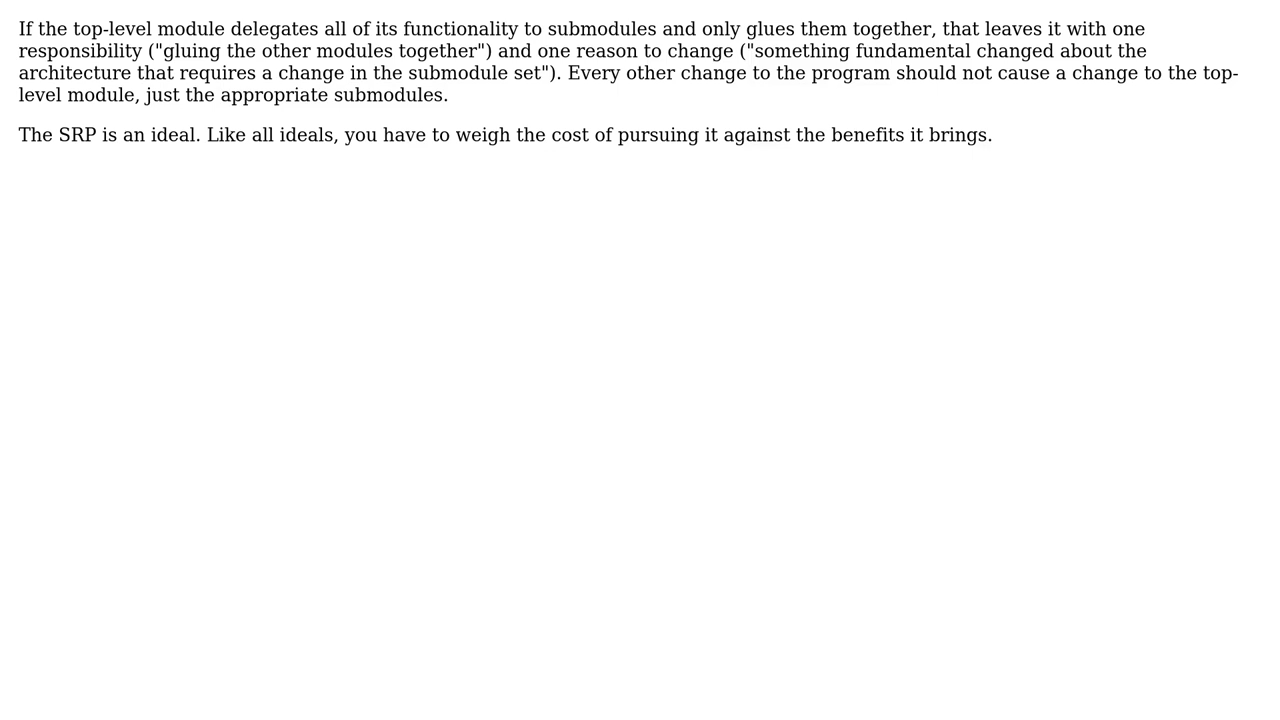 If the top-level module delegates all of its functionality to submodules and only glues them together, that leaves it with one
responsibility ("gluing the other modules together") and one reason to change ("something fundamental changed about the
architecture that requires a change in the submodule set"). Every other change to the program should not cause a change to the top-
level module, just the appropriate submodules.
The SRP is an ideal. Like all ideals, you have to weigh the cost of pursuing it against the benefits it brings.